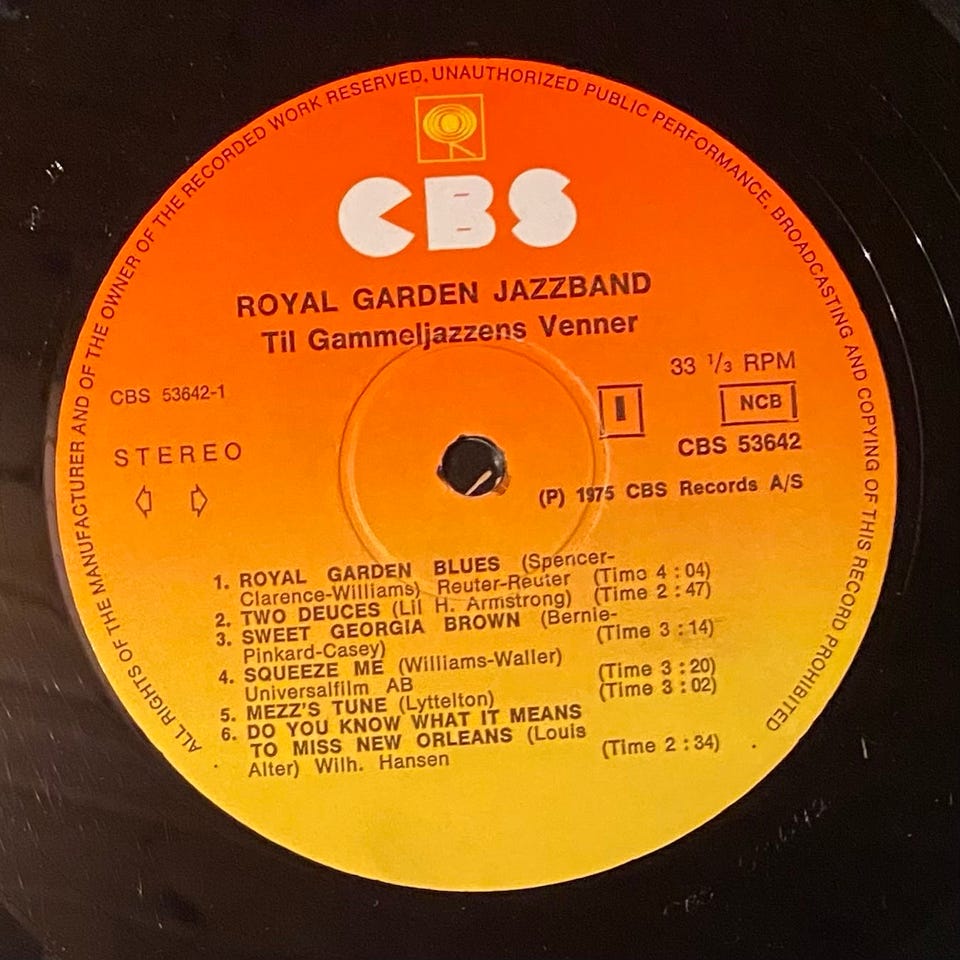 ALL RIGHTS OF THE MANUFACTURER AND OF THE OWNER OF THE RECORDED WORK RESERVED. UNAUTHORIZED PUBLIC PERFORMANCE, BROADCASTING AND COPYING OF THIS RECORD PROHIBITED
CBS
ROYAL GARDEN JAZZBAND
Til Gammeljazzens Venner
33 1/3 RPM
CBS 53642-1
I
NCB
STEREO
CBS 53642
(P) 1975 CBS Records A/S
1. ROYAL GARDEN BLUES (Spencer-
Clarence-Williams) Reuter-Reuter (Timo 4 : 04)
2. TWO DEUCES (Lil H. Armstrong) (Time 2 : 47)
3. SWEET GEORGIA BROWN (Bernie-
Pinkard-Casey) (Time 3 : 14)
4. SQUEEZE ME (Williams-Waller)
Universalfilm AB (Time 3 : 20)
5. MEZZ'S TUNE (Lyttelton) (Time 3 : 02)
6. DO YOU KNOW WHAT IT MEANS
TO MISS NEW ORLEANS (Louis
Alter) Wilh. Hansen (Time 2 : 34)